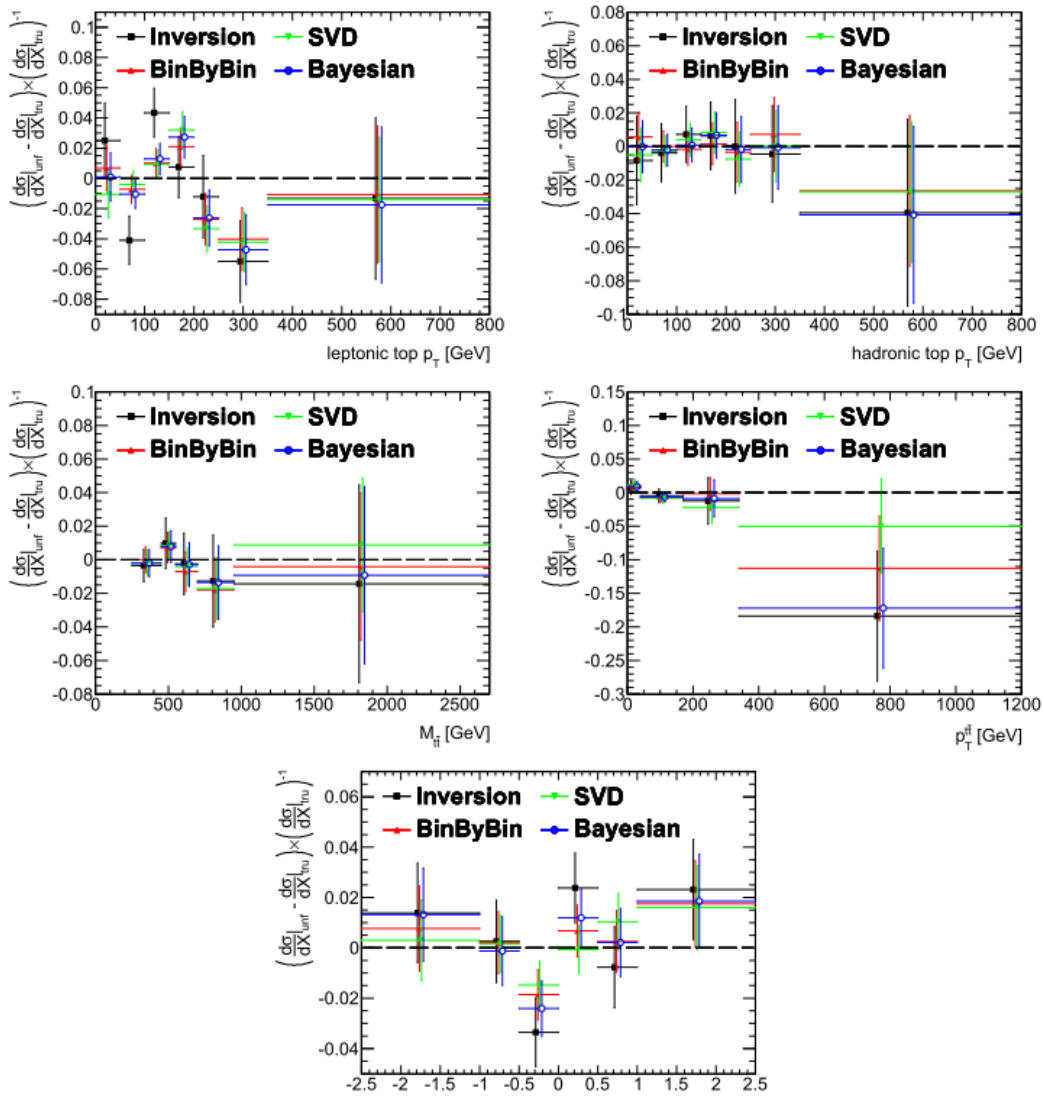 (dσ/dX|unf - dσ/dX|tru) × (dσ/dX|tru)^-1
0.1
0.08
0.06
0.04
0.02
0
-0.02
-0.04
-0.06
-0.08
Inversion
SVD
BinByBin
Bayesian
0 100 200 300 400 500 600 700 800
leptonic top p_T [GeV]
(dσ/dX|unf - dσ/dX|tru) × (dσ/dX|tru)^-1
0.08
0.06
0.04
0.02
0
-0.02
-0.04
-0.06
-0.08
-0.1
Inversion
SVD
BinByBin
Bayesian
0 100 200 300 400 500 600 700 800
hadronic top p_T [GeV]
(dσ/dX|unf - dσ/dX|tru) × (dσ/dX|tru)^-1
0.1
0.08
0.06
0.04
0.02
0
-0.02
-0.04
-0.06
-0.08
Inversion
SVD
BinByBin
Bayesian
0 500 1000 1500 2000 2500
M_tt̄ [GeV]
(dσ/dX|unf - dσ/dX|tru) × (dσ/dX|tru)^-1
0.15
0.1
0.05
0
-0.05
-0.1
-0.15
-0.2
-0.25
-0.3
Inversion
SVD
BinByBin
Bayesian
0 200 400 600 800 1000 1200
p_T^tt̄ [GeV]
(dσ/dX|unf - dσ/dX|tru) × (dσ/dX|tru)^-1
0.06
0.04
0.02
0
-0.02
-0.04
Inversion
SVD
BinByBin
Bayesian
-2.5 -2 -1.5 -1 -0.5 0 0.5 1 1.5 2 2.5